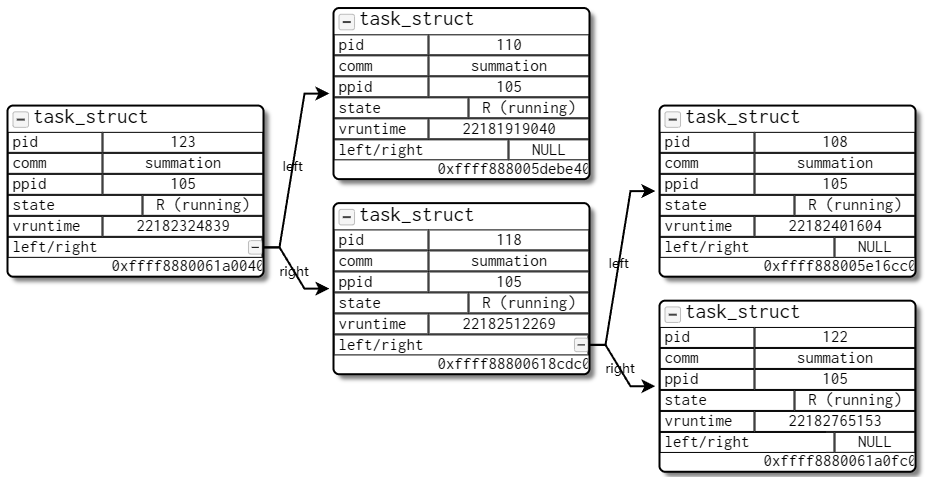 task_struct
pid 123
comm summation
ppid 105
state R (running)
vruntime 22182324839
left/right
0xffff8880061a0040
left
right
task_struct
pid 110
comm summation
ppid 105
state R (running)
vruntime 22181919040
left/right NULL
0xffff888005debe40
task_struct
pid 118
comm summation
ppid 105
state R (running)
vruntime 22182512269
left/right
0xffff88800618cdc0
left
right
task_struct
pid 108
comm summation
ppid 105
state R (running)
vruntime 22182401604
left/right NULL
0xffff888005e16cc0
task_struct
pid 122
comm summation
ppid 105
state R (running)
vruntime 22182765153
left/right NULL
0xffff8880061a0fc0